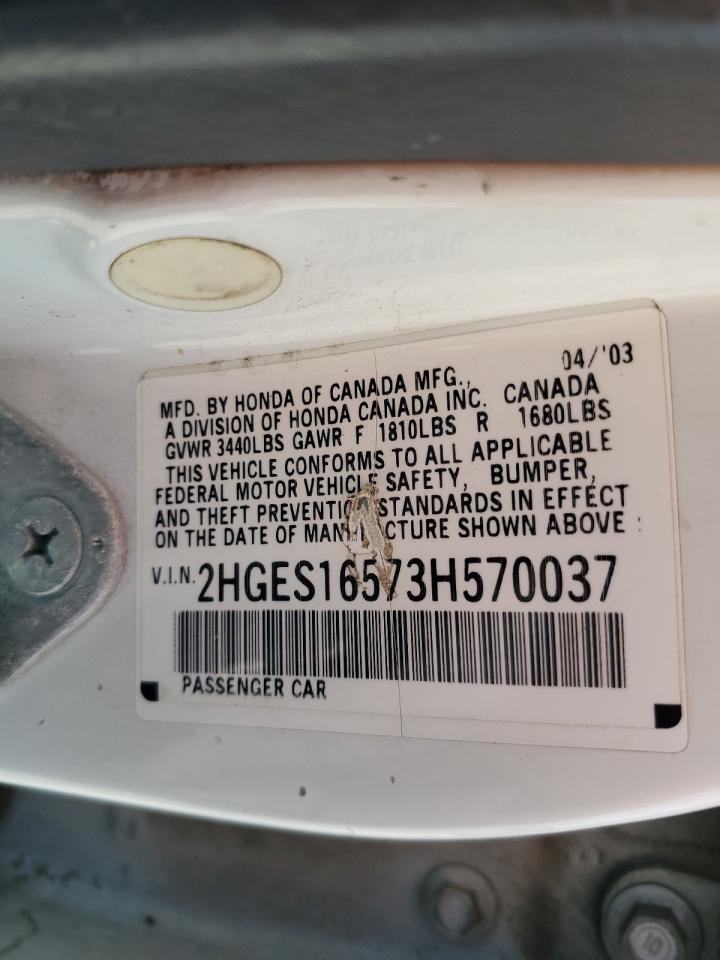 04/'03
MFD. BY HONDA OF CANADA MFG.,
A DIVISION OF HONDA CANADA INC. CANADA
GVWR 3440LBS GAWR F 1810LBS R 1680LBS
THIS VEHICLE CONFORMS TO ALL APPLICABLE
FEDERAL MOTOR VEHICLE SAFETY, BUMPER,
AND THEFT PREVENTION STANDARDS IN EFFECT
ON THE DATE OF MANUFACTURE SHOWN ABOVE :
V.I.N. 2HGES16573H570037
PASSENGER CAR
10